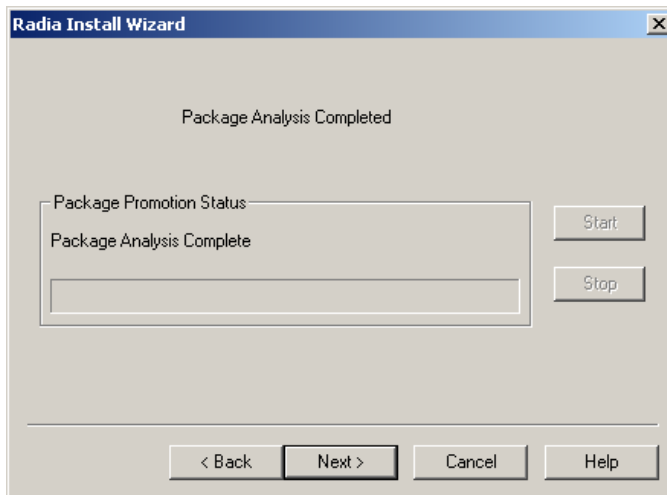 Radia Install Wizard
Package Analysis Completed
Package Promotion Status
Package Analysis Complete
Start
Stop
< Back
Next >
Cancel
Help